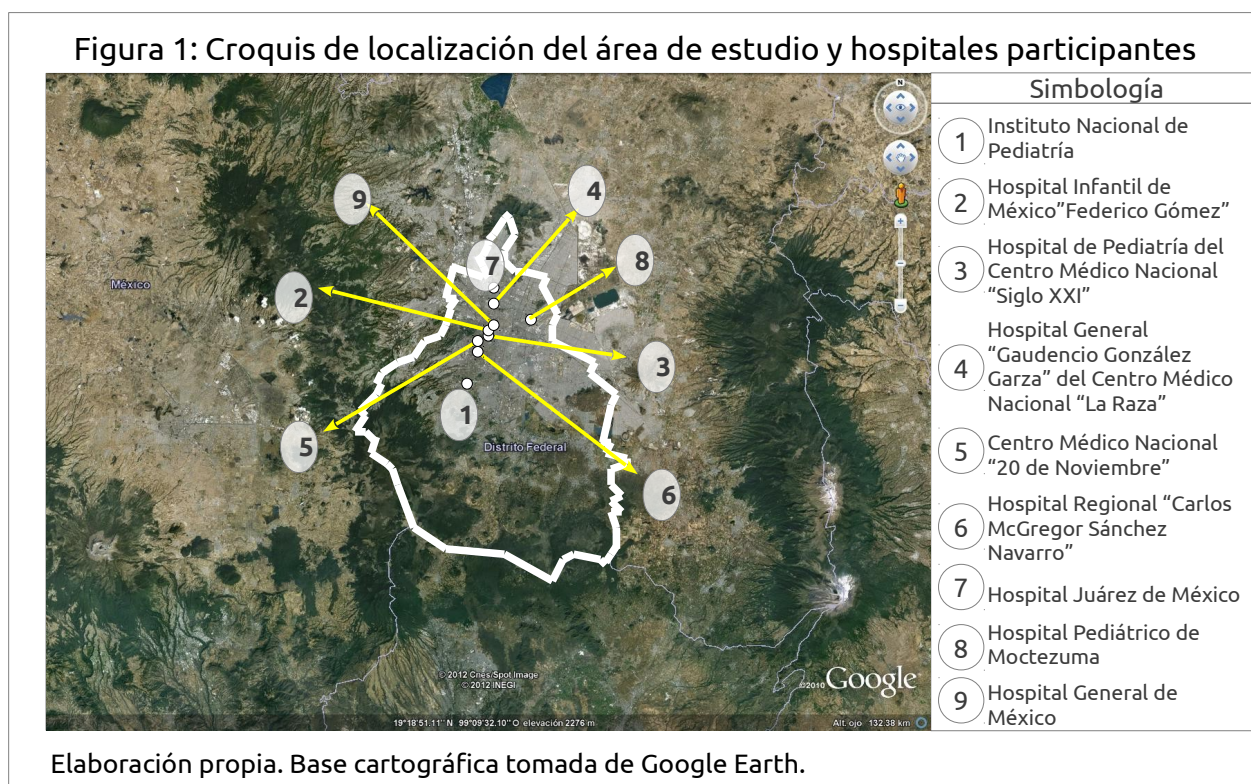 Figura 1: Croquis de localización del área de estudio y hospitales participantes
Simbología
1
Instituto Nacional de
Pediatría
2
Hospital Infantil de
México”Federico Gómez”
3
Hospital de Pediatría del
Centro Médico Nacional
“Siglo XXI”
4
Hospital General
“Gaudencio González
Garza” del Centro Médico
Nacional “La Raza”
5
Centro Médico Nacional
“20 de Noviembre”
6
Hospital Regional “Carlos
McGregor Sánchez
Navarro”
7
Hospital Juárez de México
8
Hospital Pediátrico de
Moctezuma
9
Hospital General de
México
N
9
4
7
8
México
2
3
1
5
Distrito Federal
6
© 2012 Cnes/Spot Image
© 2012 INEGI
©2010 Google
19°18'51.11" N 99°09'32.10" O elevación 2276 m
Alt. ojo 132.38 km
Elaboración propia. Base cartográfica tomada de Google Earth.